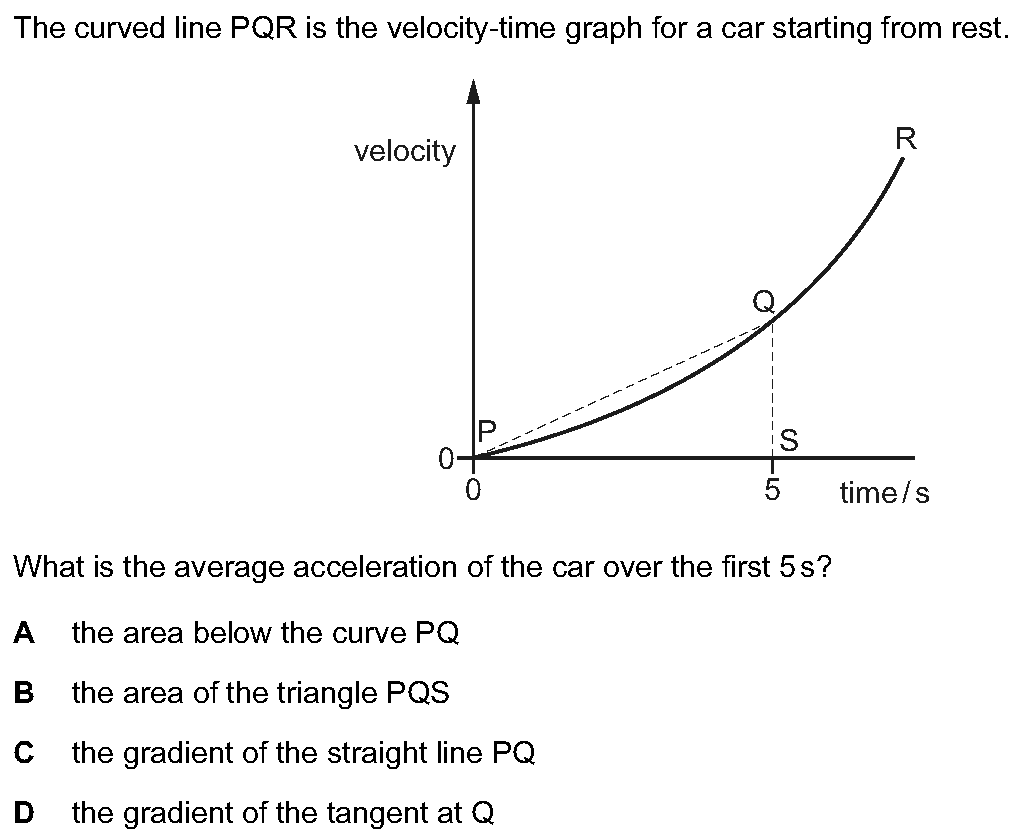 The curved line PQR is the velocity-time graph for a car starting from rest.
R
velocity
Q
P
S
0
0
5
time / s
What is the average acceleration of the car over the first 5 s?
A the area below the curve PQ
B the area of the triangle PQS
C the gradient of the straight line PQ
D the gradient of the tangent at Q